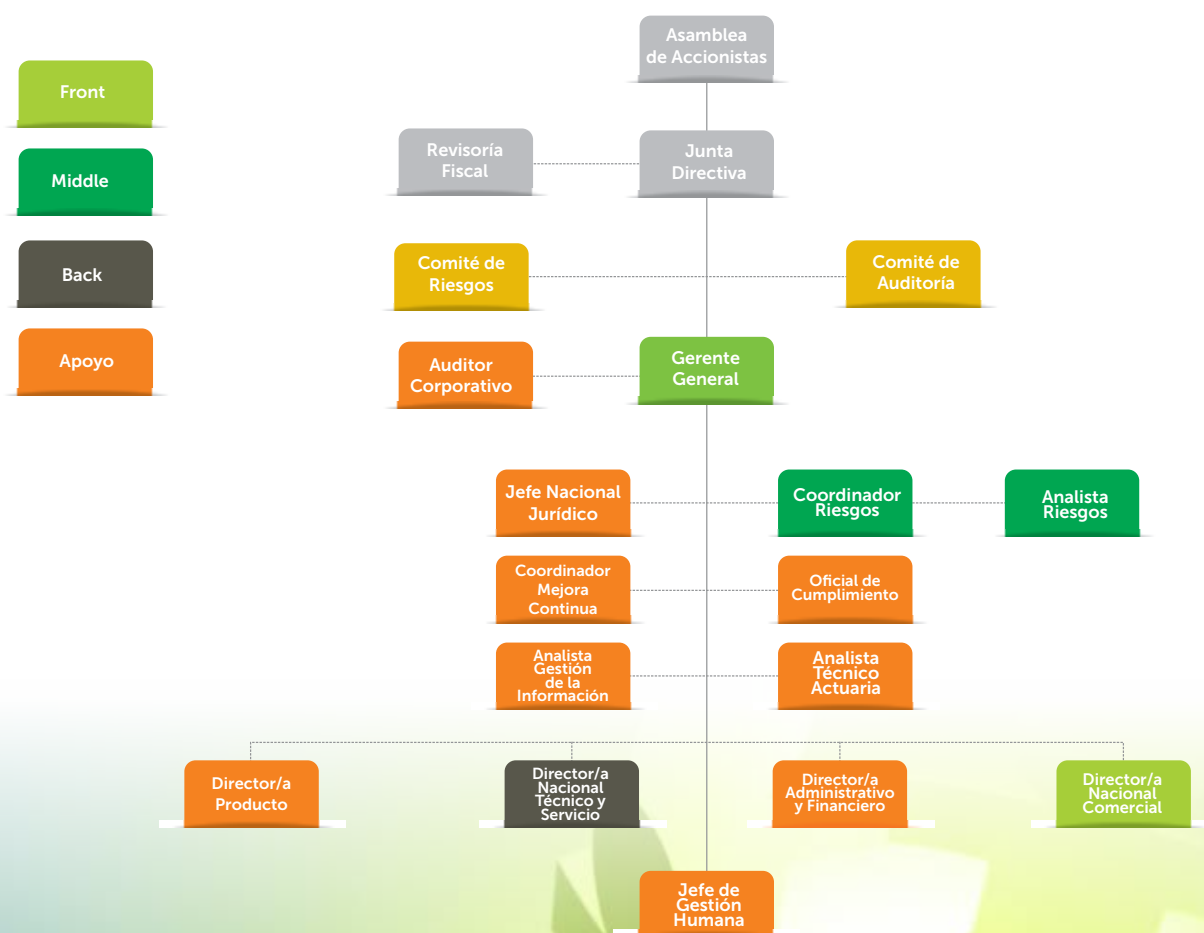 Asamblea
de Accionistas
Front
Middle
Back
Apoyo
Revisoría
Fiscal
Junta
Directiva
Comité de
Riesgos
Comité de
Auditoría
Auditor
Corporativo
Gerente
General
Jefe Nacional
Jurídico
Coordinador
Riesgos
Analista
Riesgos
Coordinador
Mejora
Continua
Oficial de
Cumplimiento
Analista
Gestión
de la
Información
Analista
Técnico
Actuaria
Director/a
Producto
Director/a
Nacional
Técnico y
Servicio
Director/a
Administrativo
y Financiero
Director/a
Nacional
Comercial
Jefe de
Gestión
Humana